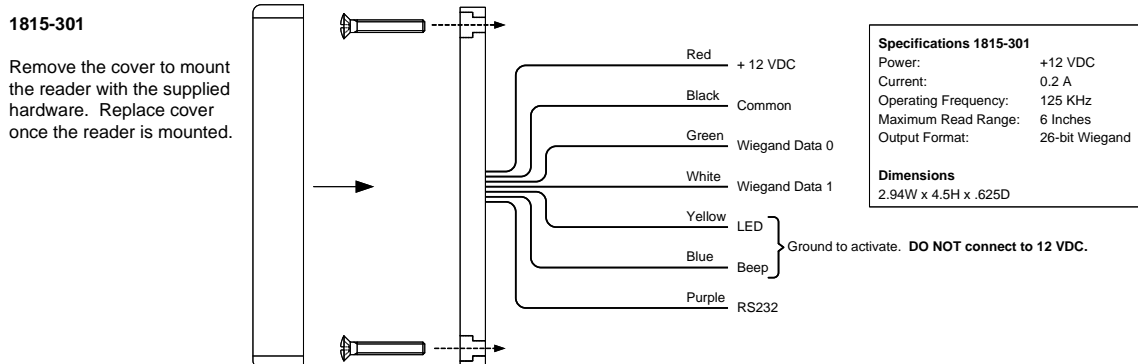 1815-301
Remove the cover to mount
the reader with the supplied
hardware. Replace cover
once the reader is mounted.
Red + 12 VDC
Black Common
Green Wiegand Data 0
White Wiegand Data 1
Yellow LED
Blue Beep
Ground to activate. DO NOT connect to 12 VDC.
Purple RS232
Specifications 1815-301
Power: +12 VDC
Current: 0.2 A
Operating Frequency: 125 KHz
Maximum Read Range: 6 Inches
Output Format: 26-bit Wiegand
Dimensions
2.94W x 4.5H x .625D